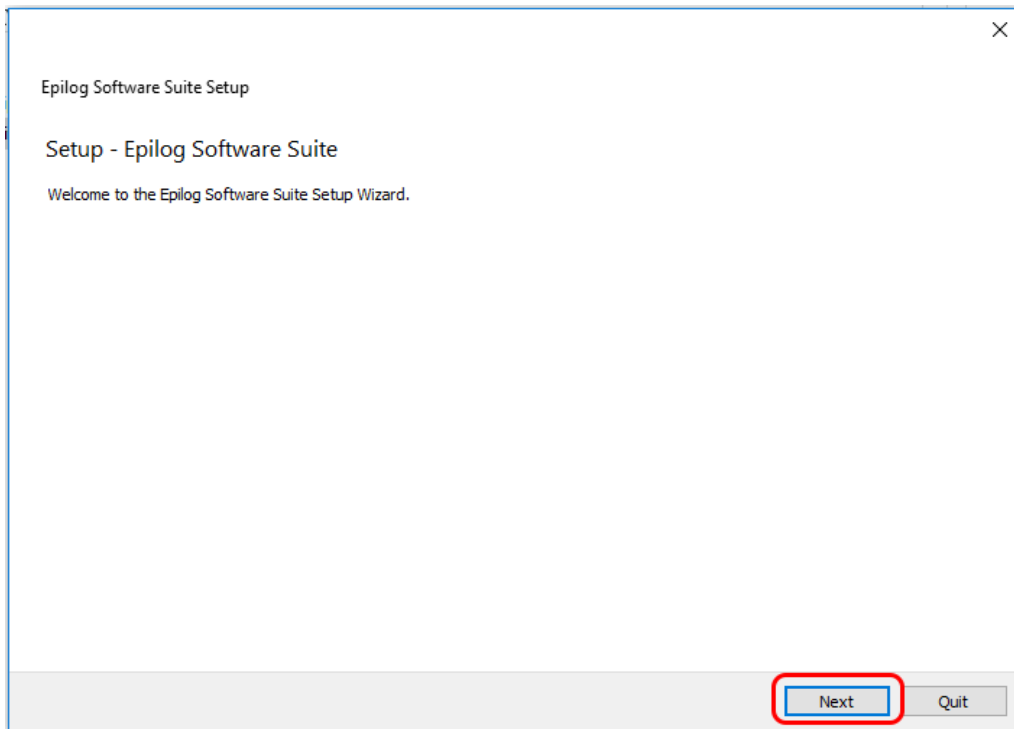 Epilog Software Suite Setup
Setup - Epilog Software Suite
Welcome to the Epilog Software Suite Setup Wizard.
Next
Quit